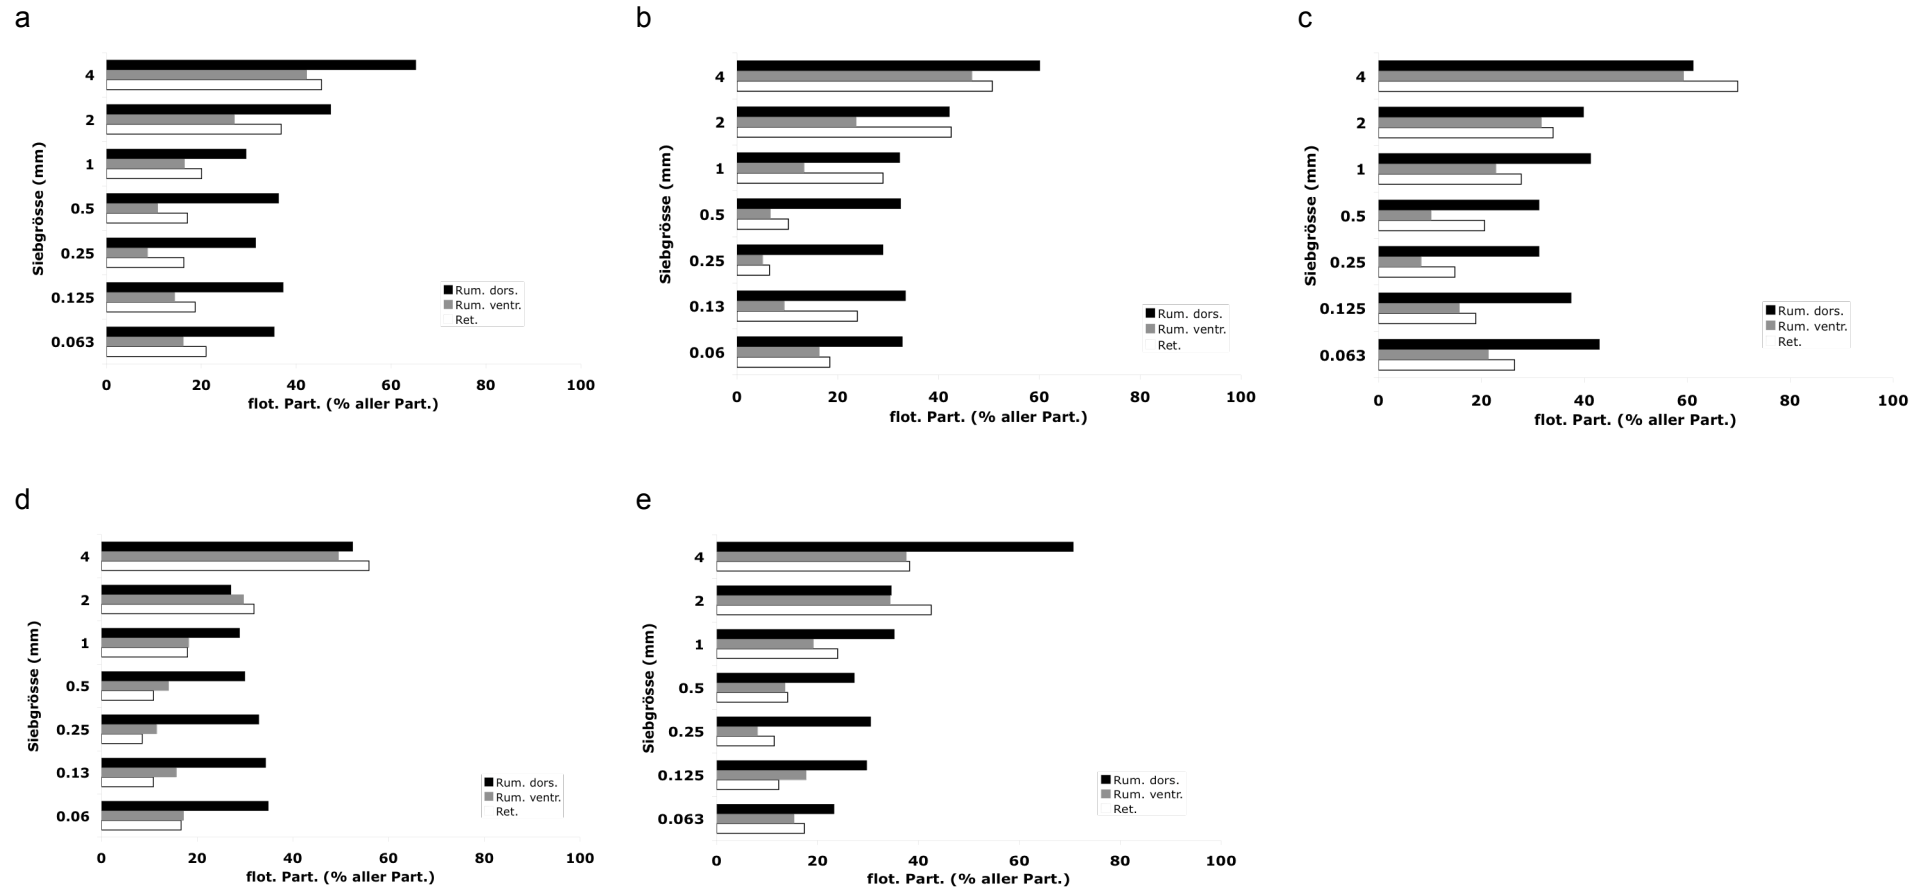 a
4
2
1
0.5
0.25
0.125
0.063
Siebgrösse (mm)
0 20 40 60 80 100
flot. Part. (% aller Part.)
Rum. dors.
Rum. ventr.
Ret.
b
4
2
1
0.5
0.25
0.13
0.06
Siebgrösse (mm)
0 20 40 60 80 100
flot. Part. (% aller Part.)
Rum. dors.
Rum. ventr.
Ret.
c
4
2
1
0.5
0.25
0.125
0.063
Siebgrösse (mm)
0 20 40 60 80 100
flot. Part. (% aller Part.)
Rum. dors.
Rum. ventr.
Ret.
d
4
2
1
0.5
0.25
0.13
0.06
Siebgrösse (mm)
0 20 40 60 80 100
flot. Part. (% aller Part.)
Rum. dors.
Rum. ventr.
Ret.
e
4
2
1
0.5
0.25
0.125
0.063
Siebgrösse (mm)
0 20 40 60 80 100
flot. Part. (% aller Part.)
Rum. dors.
Rum. ventr.
Ret.